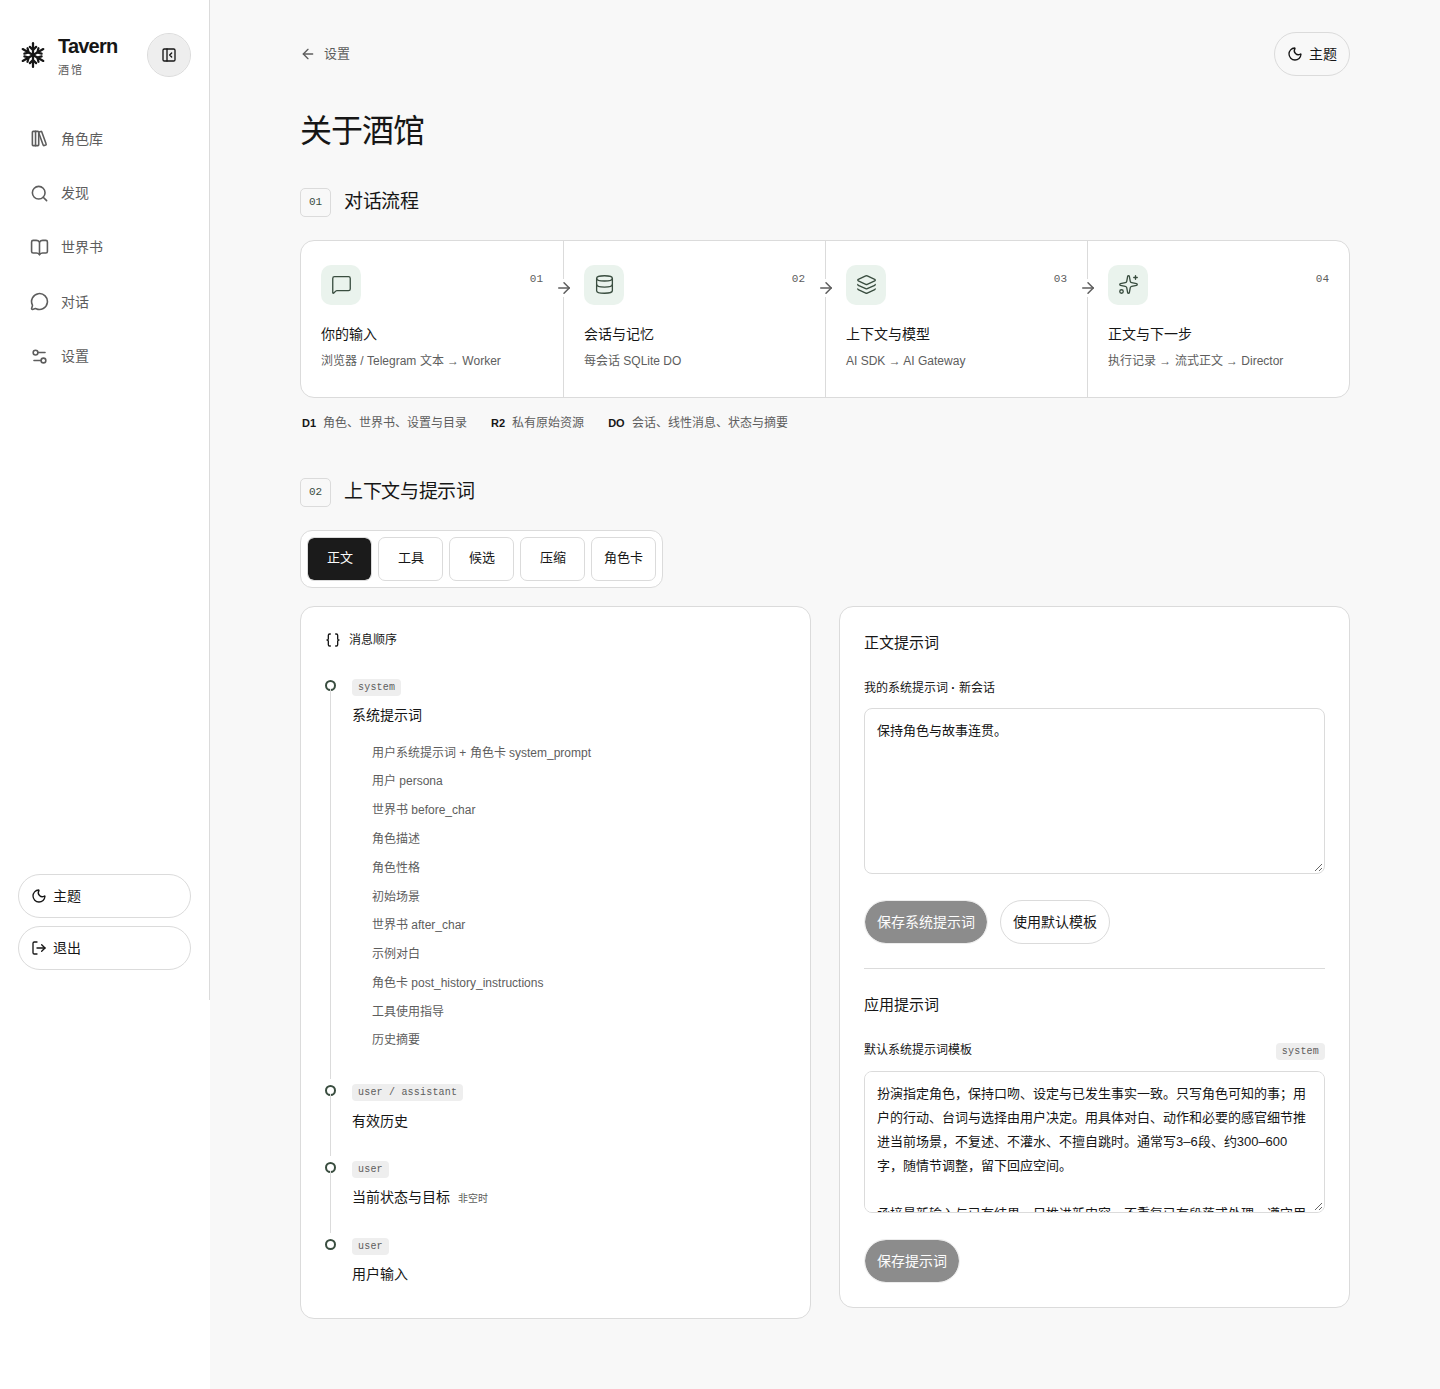 Tavern
酒馆
角色库
发现
世界书
对话
设置
主题
退出
设置
主题
关于酒馆
01 对话流程
01
你的输入
浏览器 / Telegram 文本 → Worker
02
会话与记忆
每会话 SQLite DO
03
上下文与模型
AI SDK → AI Gateway
04
正文与下一步
执行记录 → 流式正文 → Director
D1 角色、世界书、设置与目录 R2 私有原始资源 DO 会话、线性消息、状态与摘要
02 上下文与提示词
正文 工具 候选 压缩 角色卡
消息顺序
system
系统提示词
用户系统提示词 + 角色卡 system_prompt
用户 persona
世界书 before_char
角色描述
角色性格
初始场景
世界书 after_char
示例对白
角色卡 post_history_instructions
工具使用指导
历史摘要
user / assistant
有效历史
user
当前状态与目标 非空时
user
用户输入
正文提示词
我的系统提示词 · 新会话
保持角色与故事连贯。
保存系统提示词 使用默认模板
应用提示词
默认系统提示词模板 system
扮演指定角色，保持口吻、设定与已发生事实一致。只写角色可知的事；用
户的行动、台词与选择由用户决定。用具体对白、动作和必要的感官细节推
进当前场景，不复述、不灌水、不擅自跳时。通常写3–6段、约300–600
字，随情节调整，留下回应空间。
保存提示词